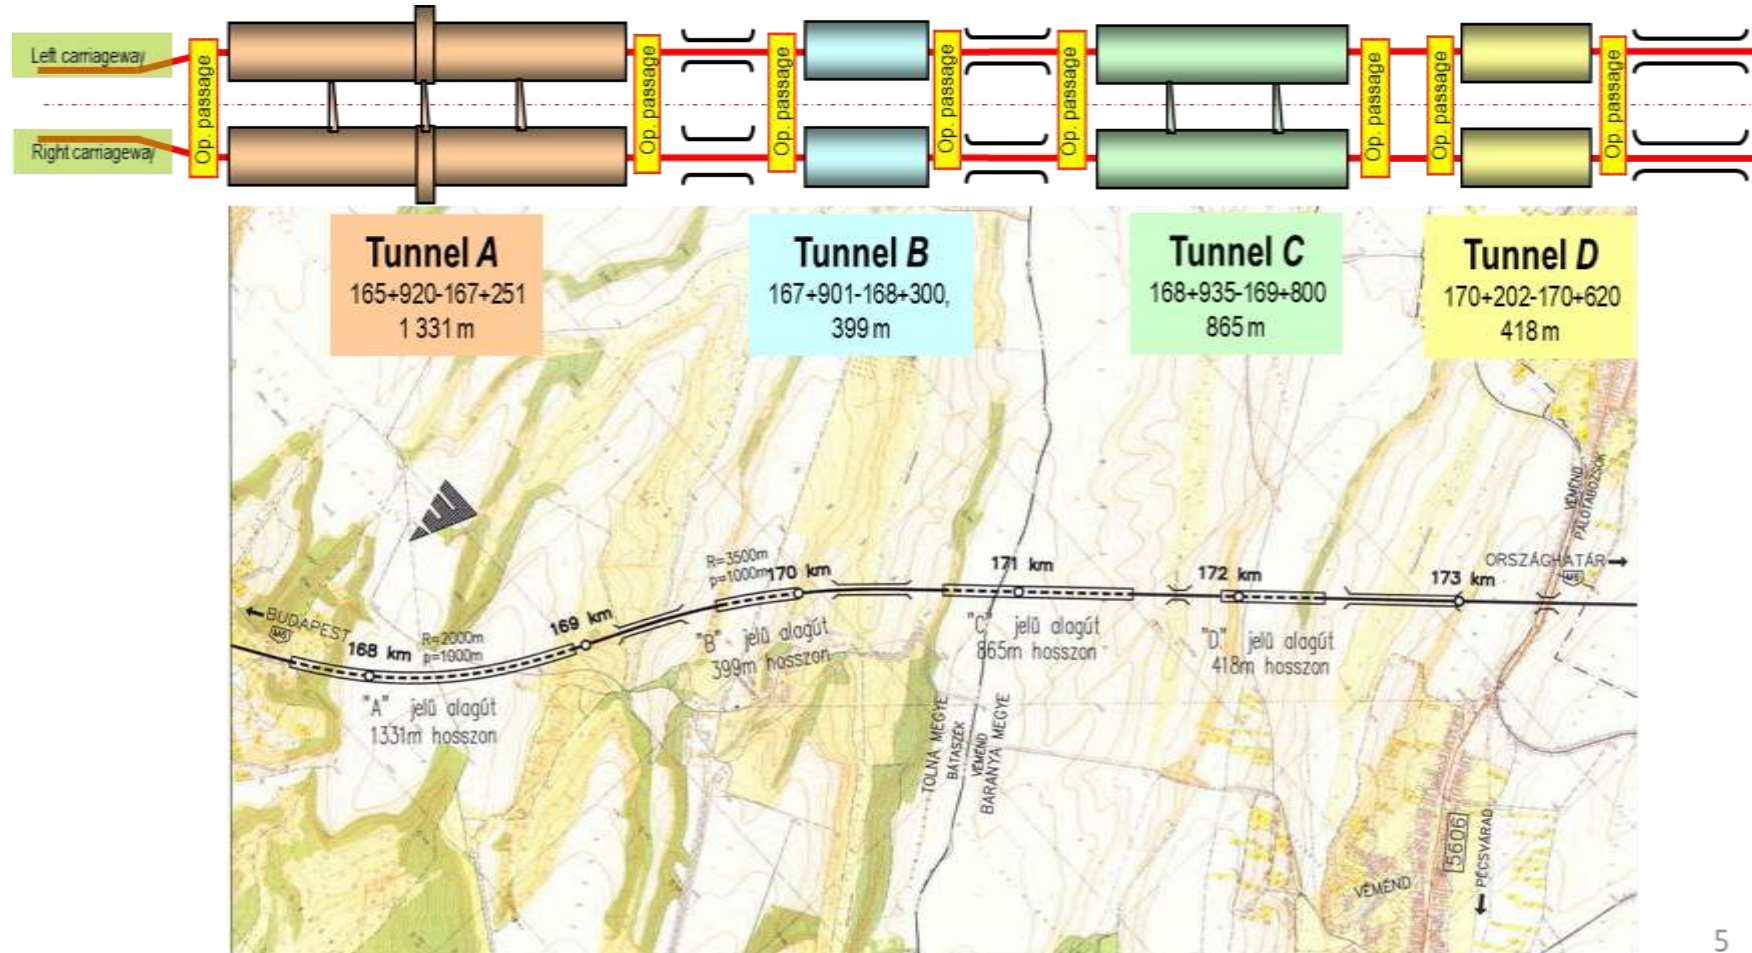 Left carriageway
Right carriageway
Op. passage
Op. passage
Op. passage
Op. passage
Op. passage
Op. passage
Op. passage
Op. passage
Tunnel A
165+920-167+251
1 331 m
Tunnel B
167+901-168+300,
399 m
Tunnel C
168+935-169+800
865 m
Tunnel D
170+202-170+620
418 m
BUDAPEST
M6
168 km
R=2000m
p=1000m
169 km
R=3500m
p=1000m
170 km
171 km
172 km
173 km
ORSZÁGHATÁR
M6
VÉMÉND
PALOTABOZSOK
"A" jelű alagút
1331m hosszon
"B" jelű alagút
399m hosszon
"C" jelű alagút
865m hosszon
"D" jelű alagút
418m hosszon
TOLNA MEGYE
BÁTASZÉK
VÉMÉND
BARANYA MEGYE
VÉMÉND
5606
PÉCSVÁRAD
5